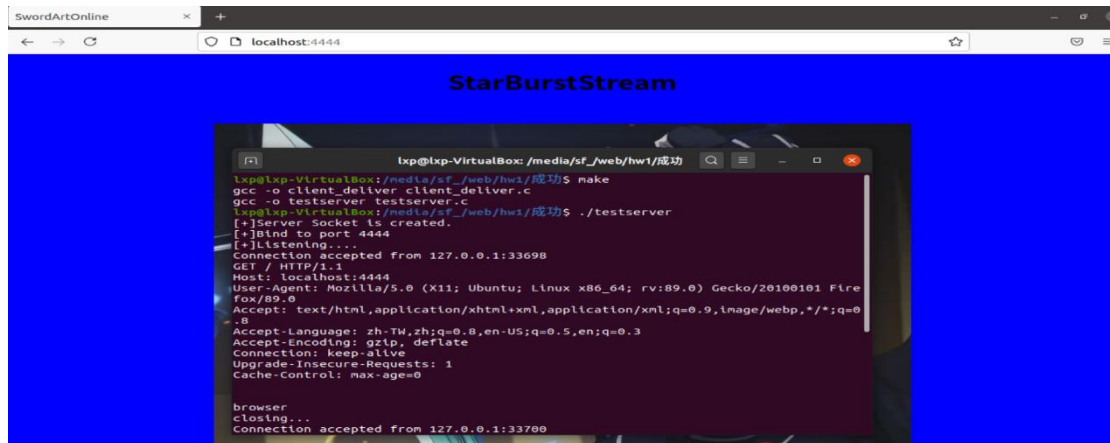 SwordArtOnline
localhost:4444
StarBurstStream
lxp@lxp-VirtualBox: /media/sf_/web/hw1/成功
lxp@lxp-VirtualBox:/media/sf_/web/hw1/成功$ make
gcc -o client_deliver client_deliver.c
gcc -o testserver testserver.c
lxp@lxp-VirtualBox:/media/sf_/web/hw1/成功$ ./testserver
[+]Server Socket is created.
[+]Bind to port 4444
[+]Listening....
Connection accepted from 127.0.0.1:33698
GET / HTTP/1.1
Host: localhost:4444
User-Agent: Mozilla/5.0 (X11; Ubuntu; Linux x86_64; rv:89.0) Gecko/20100101 Fire
fox/89.0
Accept: text/html,application/xhtml+xml,application/xml;q=0.9,image/webp,*/*;q=0
.8
Accept-Language: zh-TW,zh;q=0.8,en-US;q=0.5,en;q=0.3
Accept-Encoding: gzip, deflate
Connection: keep-alive
Upgrade-Insecure-Requests: 1
Cache-Control: max-age=0
browser
closing...
Connection accepted from 127.0.0.1:33700